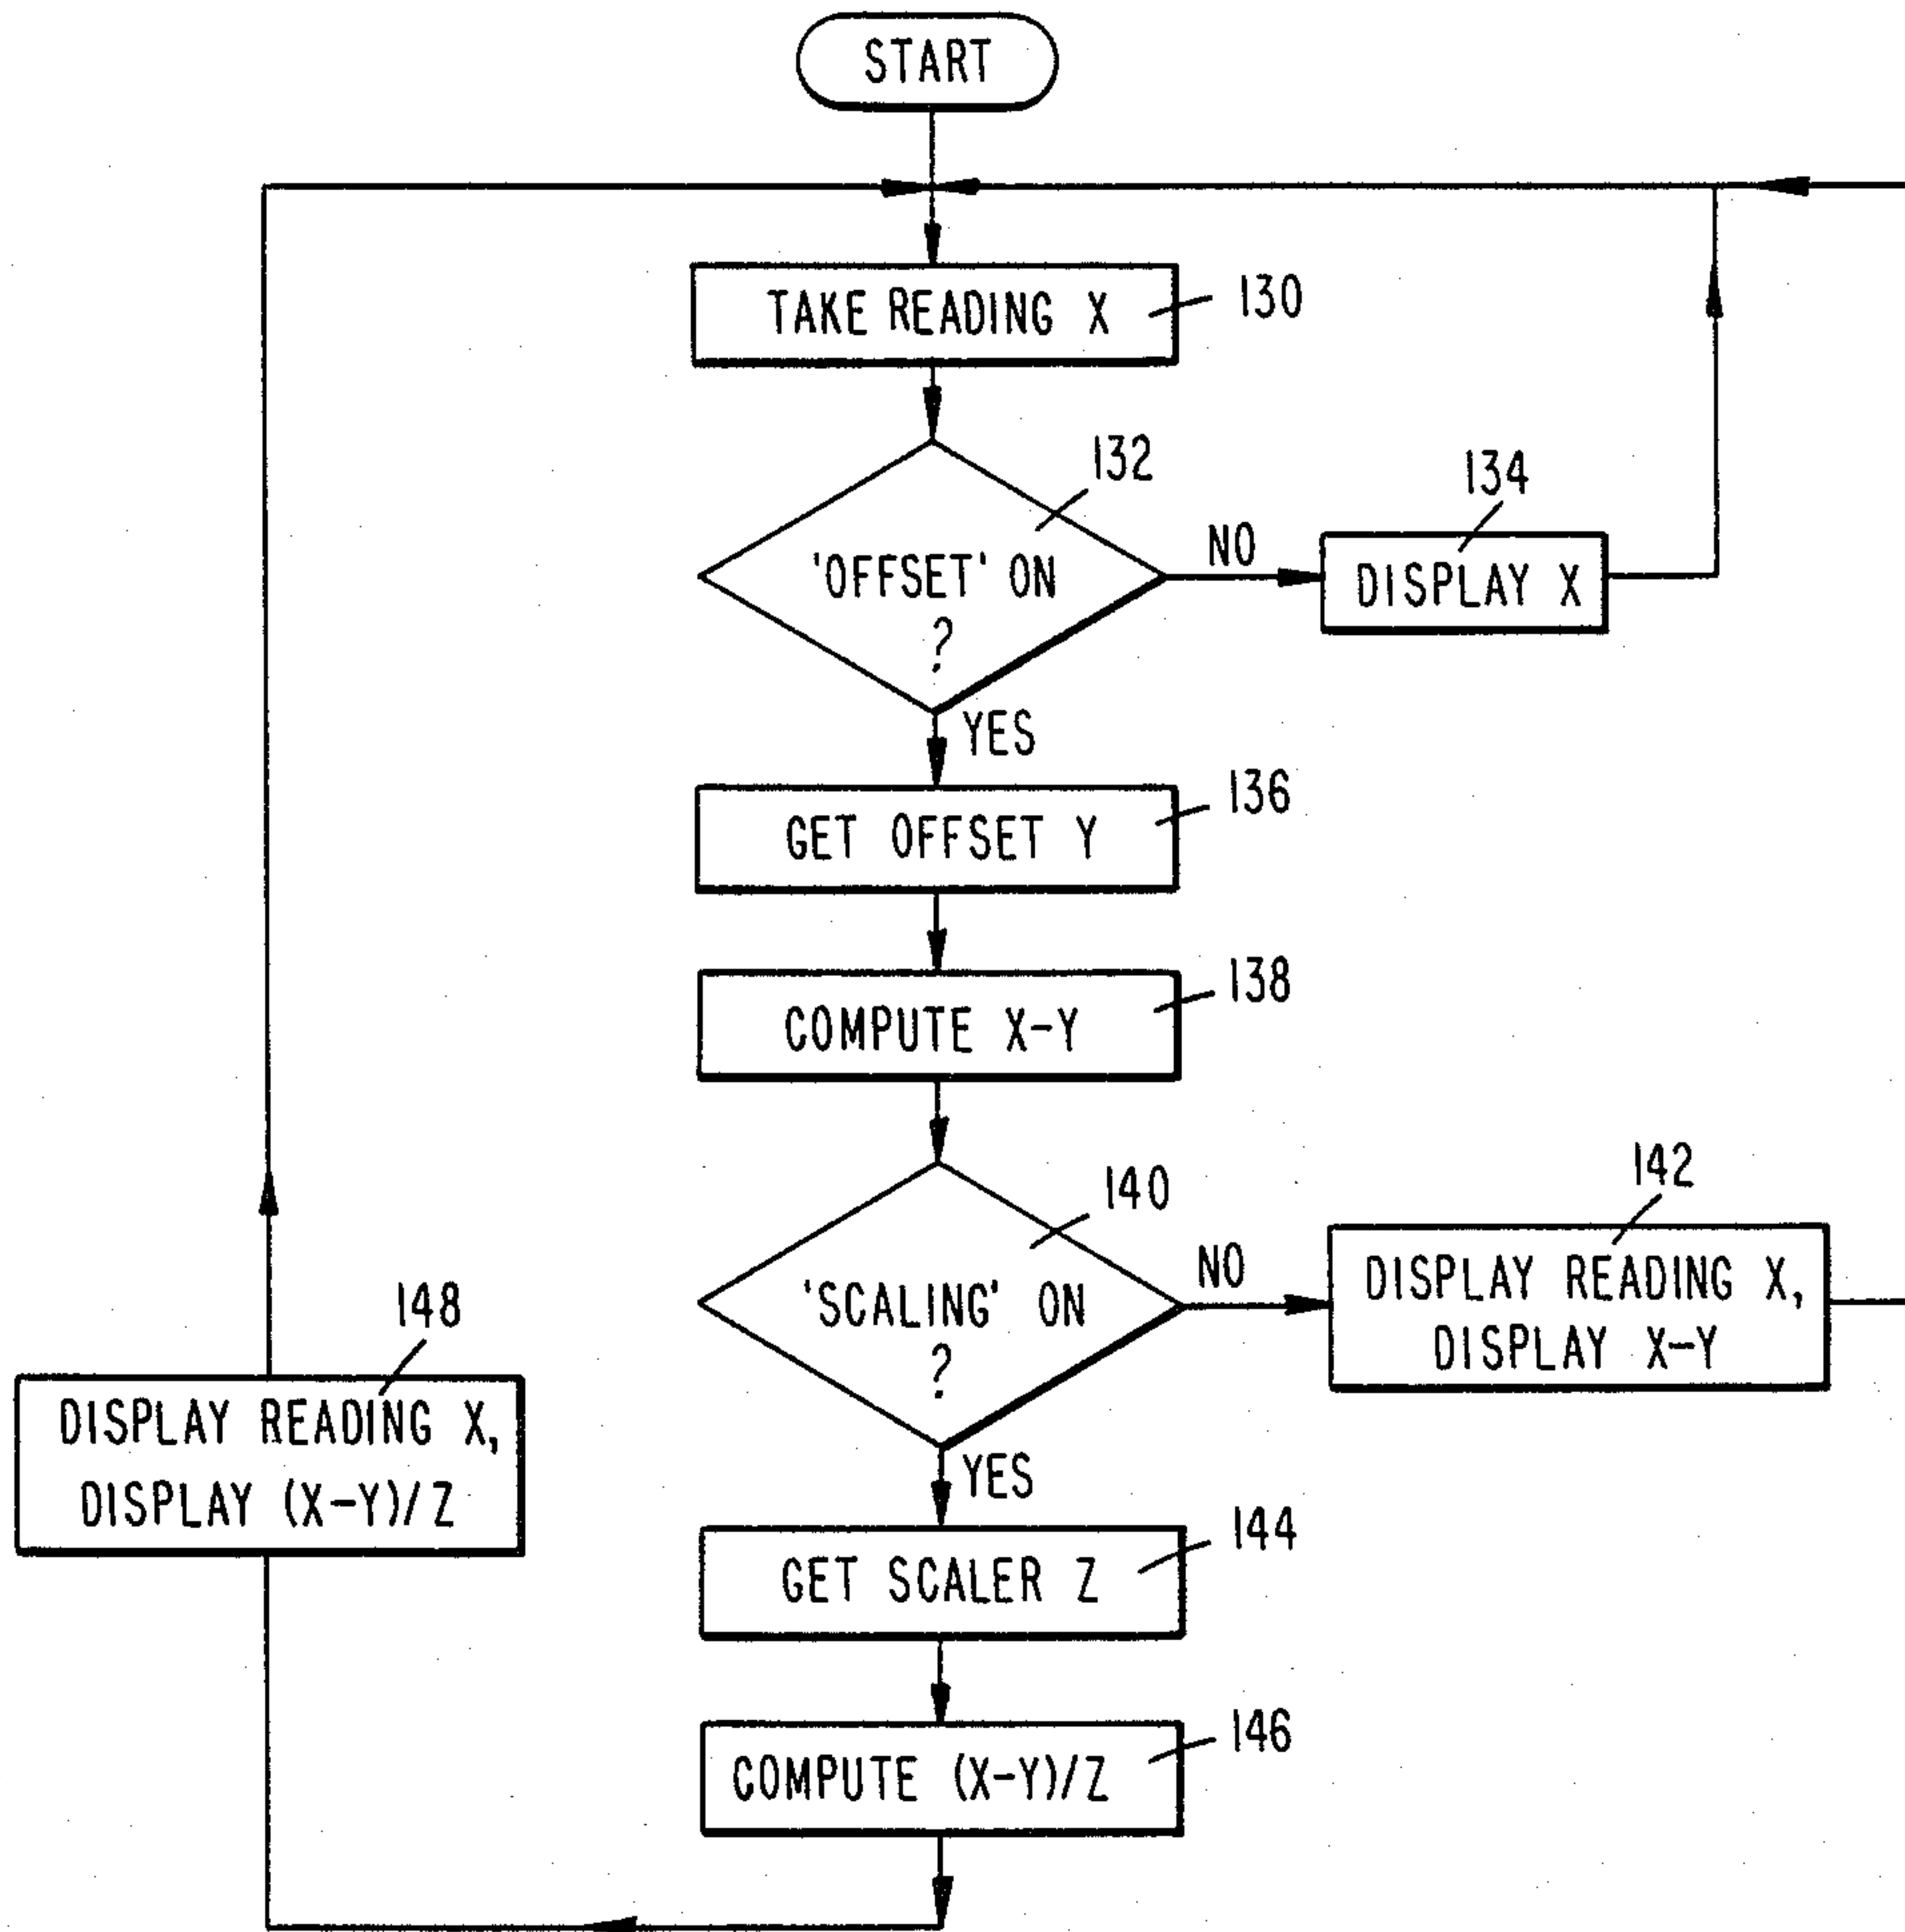 START
TAKE READING X
130
132
'OFFSET' ON
?
NO
134
DISPLAY X
YES
GET OFFSET Y
136
COMPUTE X-Y
138
140
'SCALING' ON
?
NO
142
DISPLAY READING X,
DISPLAY X-Y
YES
GET SCALER Z
144
COMPUTE (X-Y)/Z
146
148
DISPLAY READING X,
DISPLAY (X-Y)/Z